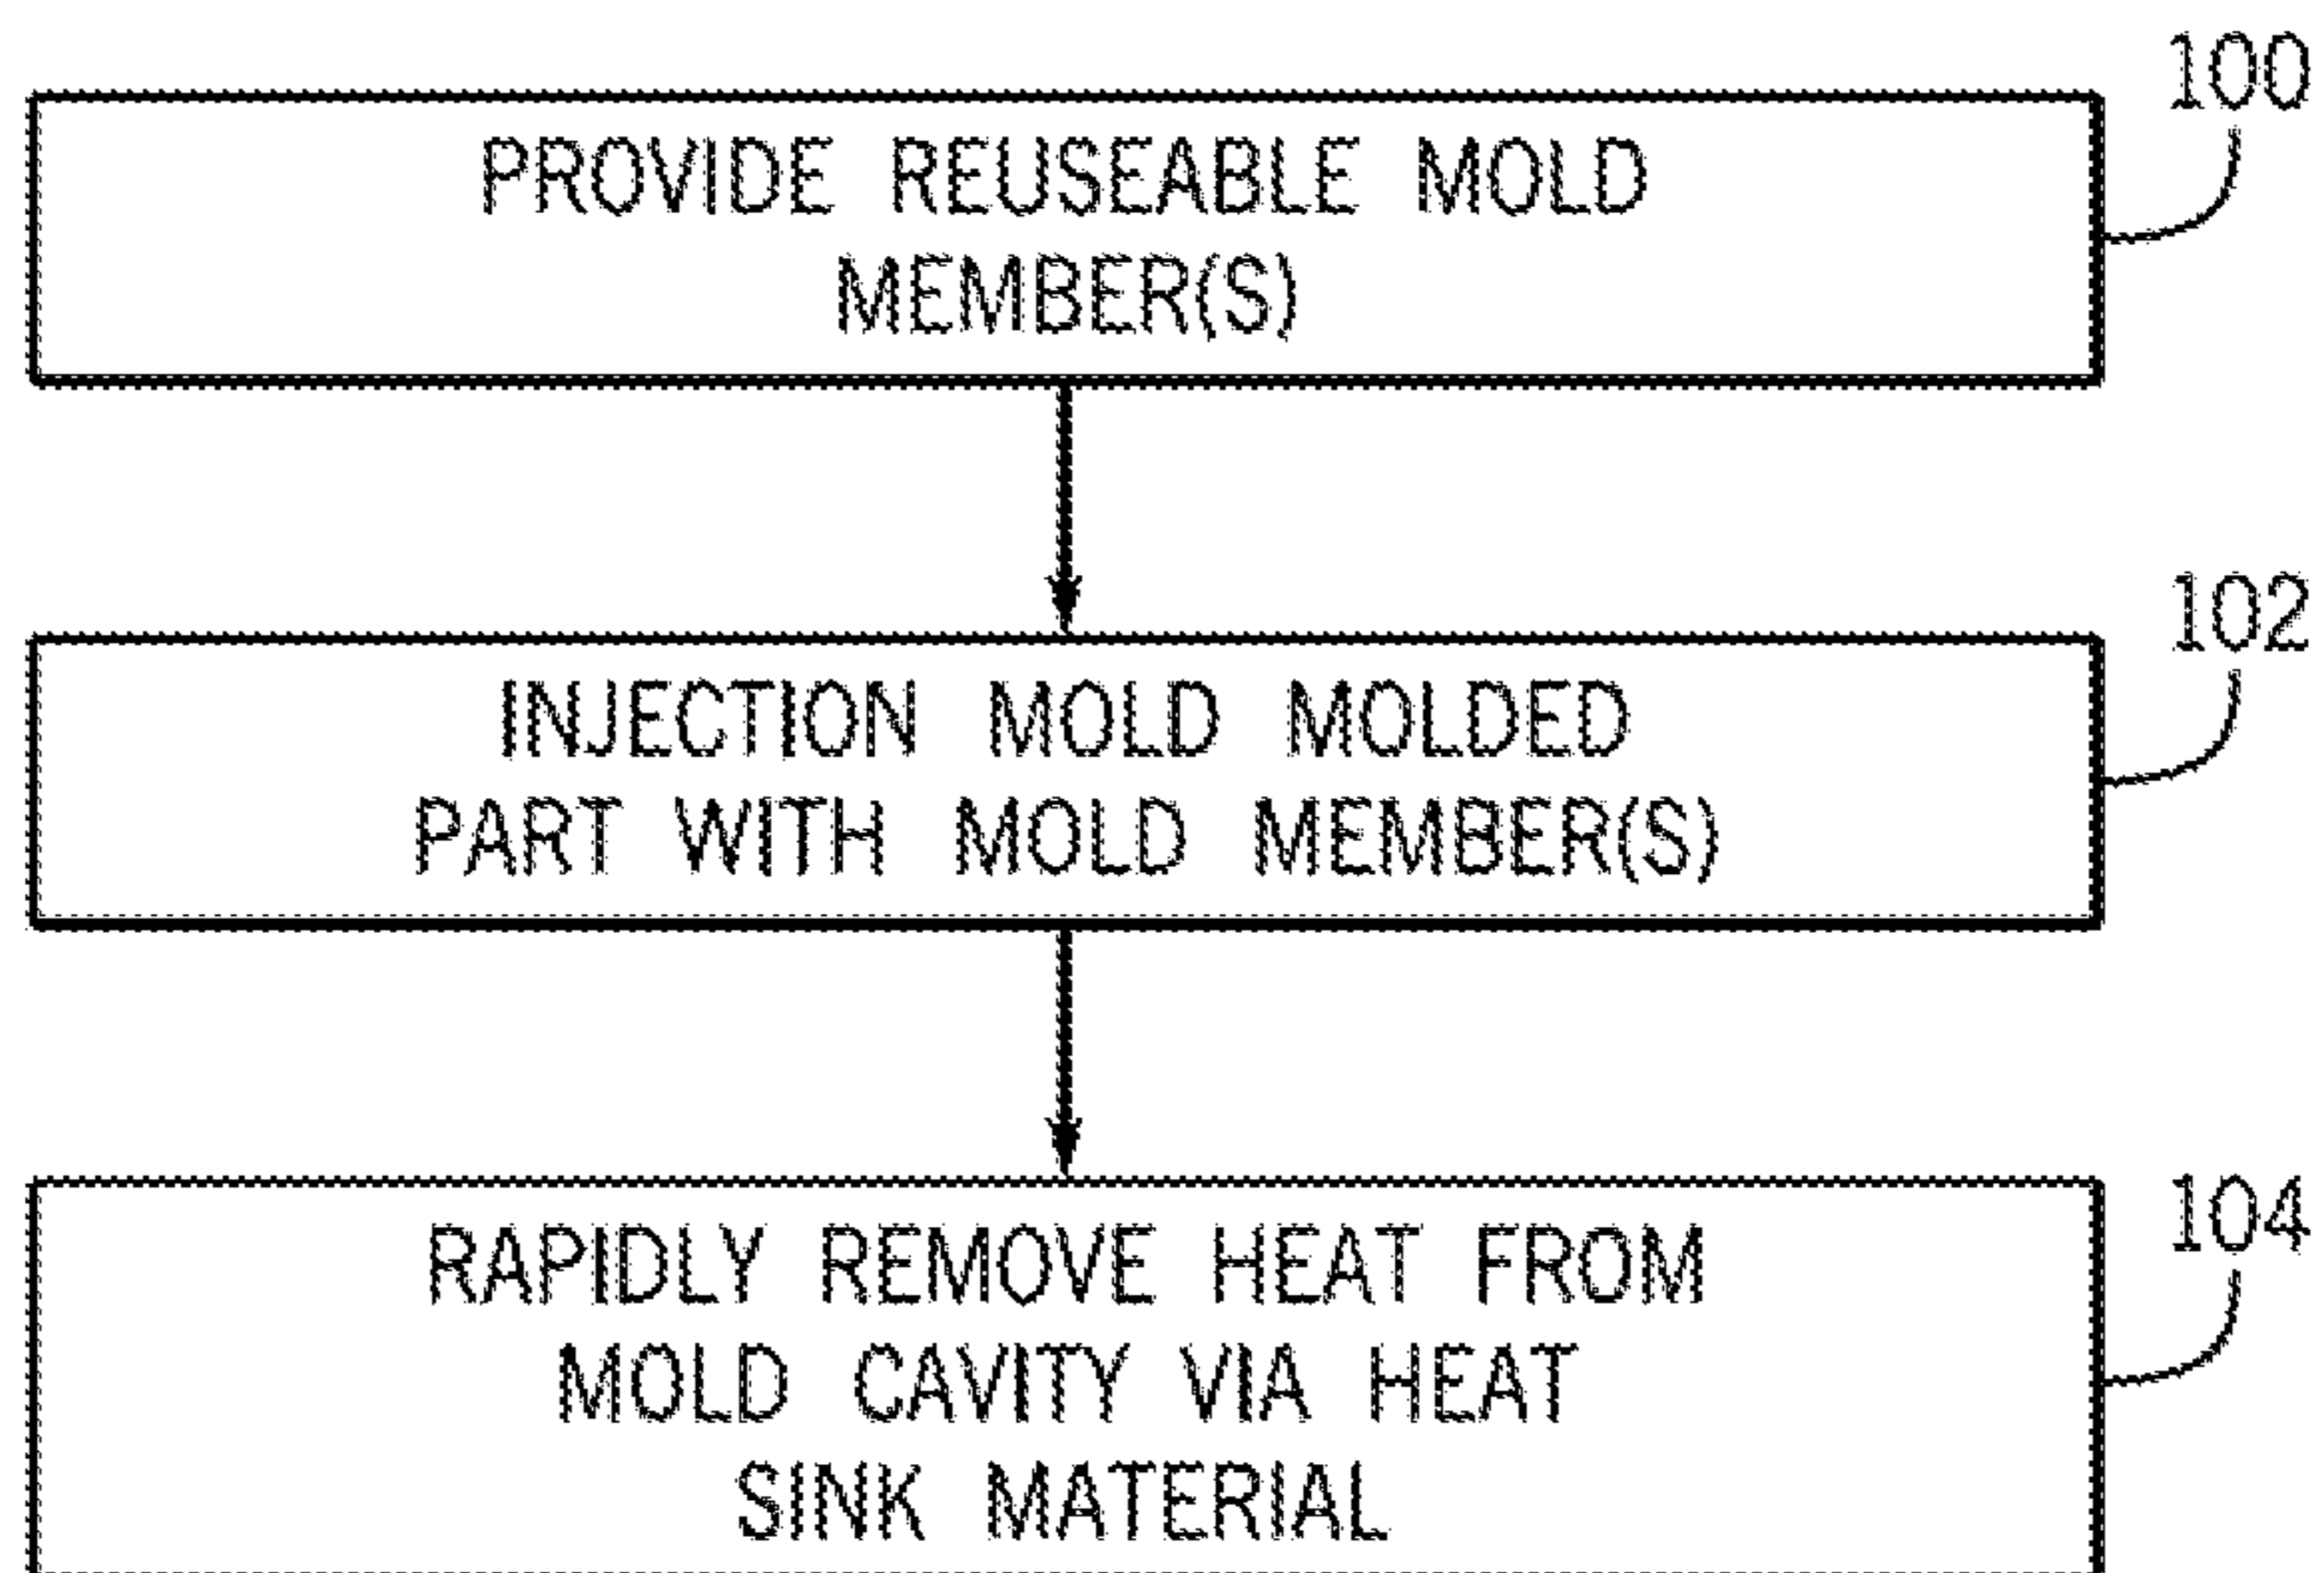 100
PROVIDE REUSEABLE MOLD
MEMBER(S)
102
INJECTION MOLD MOLDED
PART WITH MOLD MEMBER(S)
104
RAPIDLY REMOVE HEAT FROM
MOLD CAVITY VIA HEAT
SINK MATERIAL